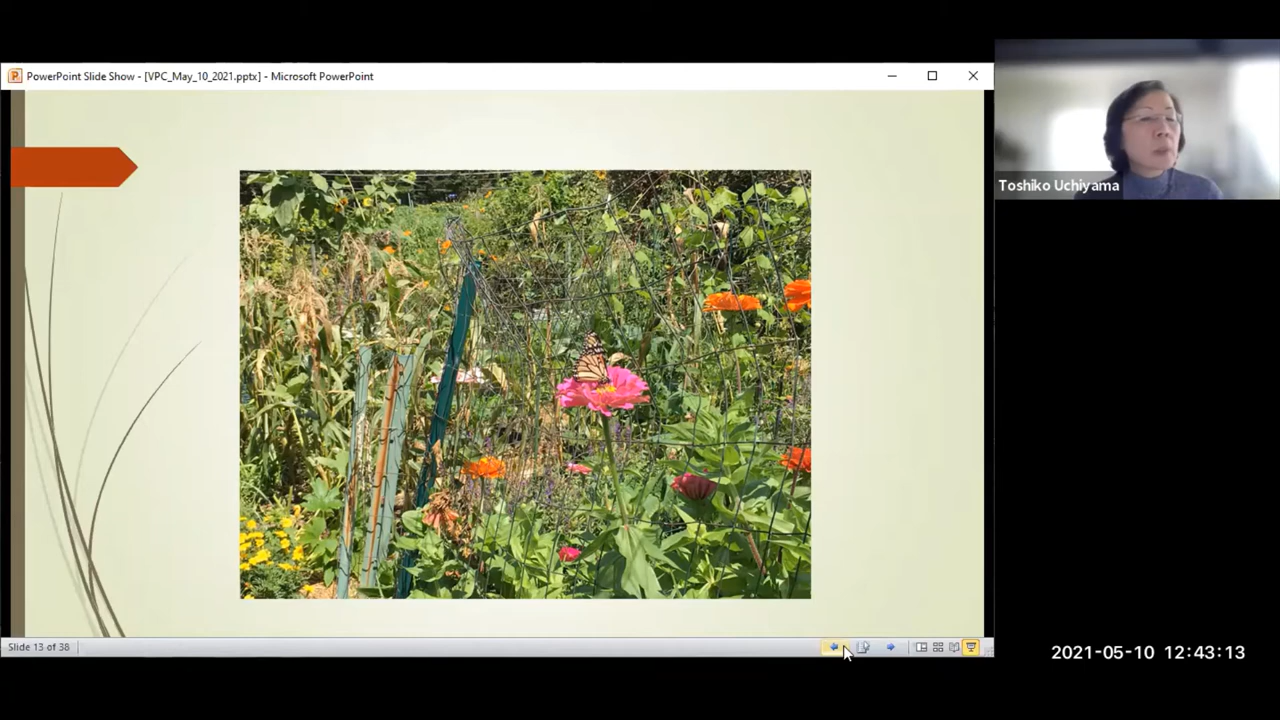 PowerPoint Slide Show - [VPC_May_10_2021.pptx] - Microsoft PowerPoint
Toshiko Uchiyama
Slide 13 of 38
2021-05-10 12:43:13